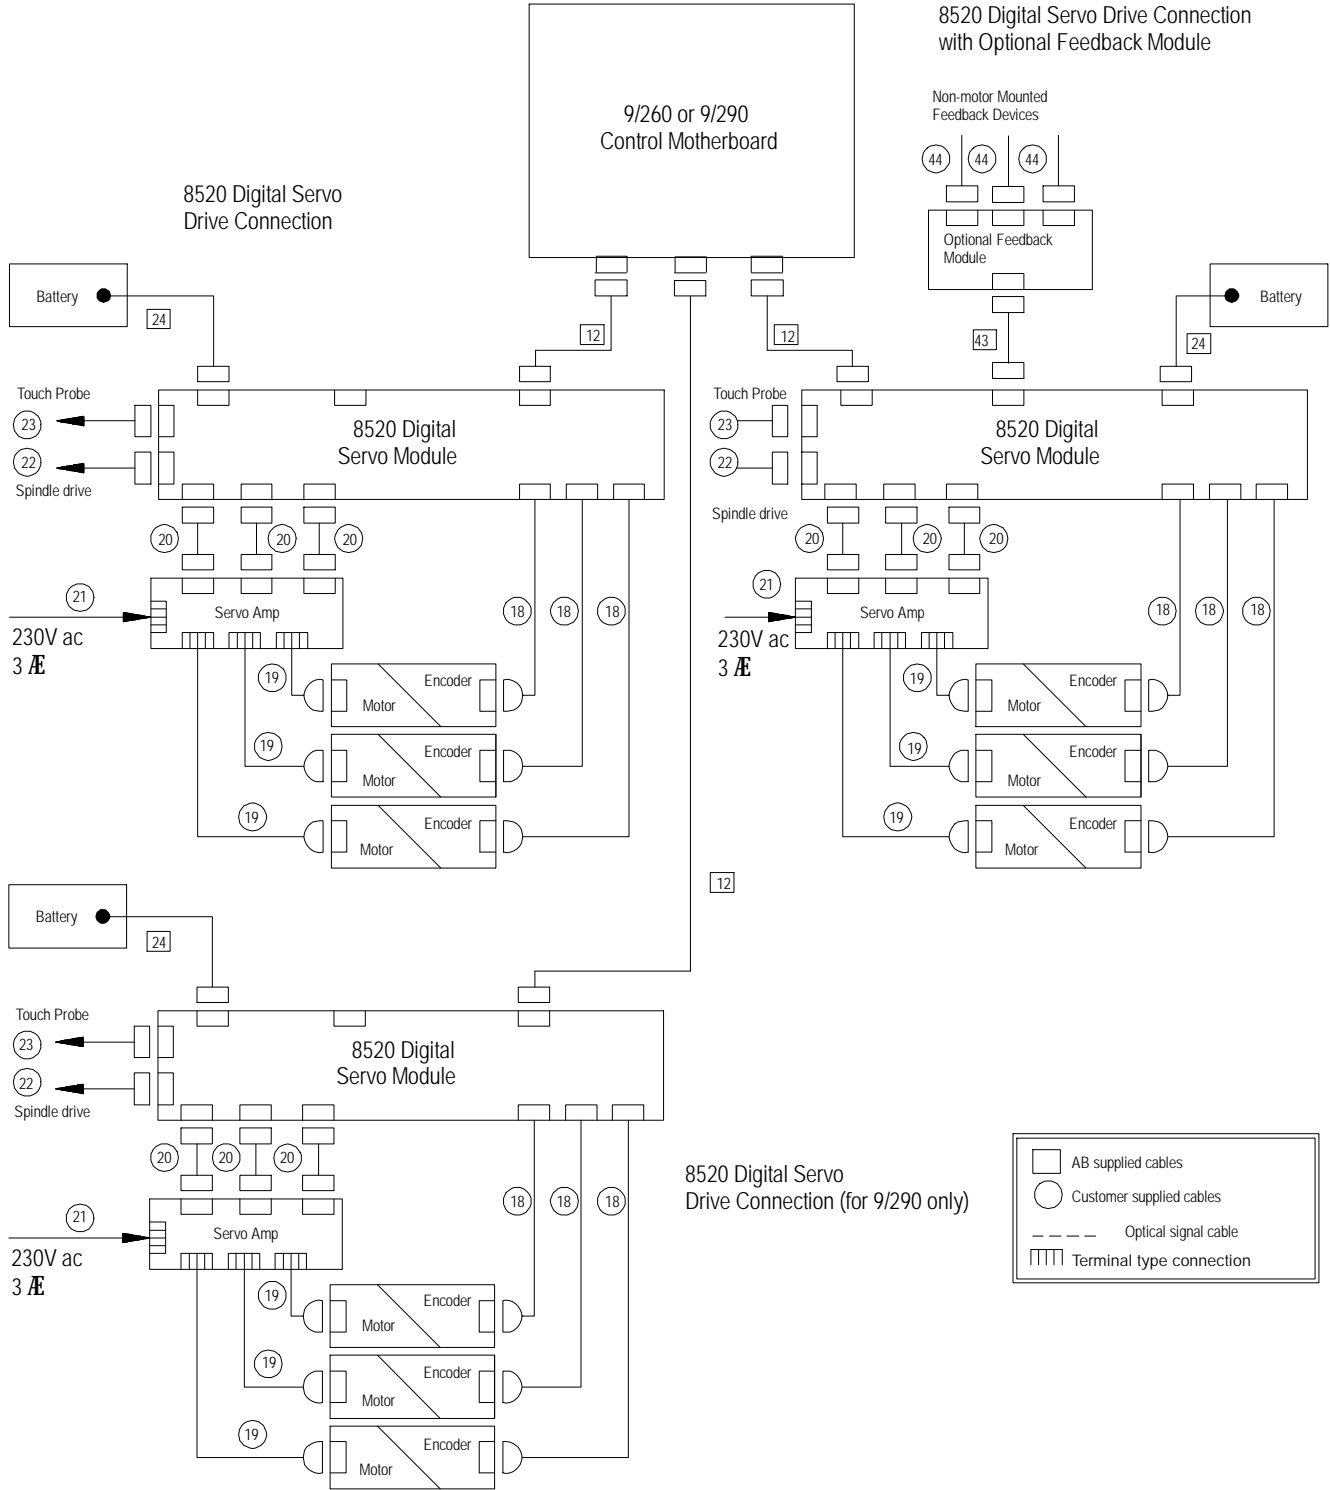 8520 Digital Servo Drive Connection
with Optional Feedback Module
9/260 or 9/290
Control Motherboard
Non-motor Mounted
Feedback Devices
44
44
44
Optional Feedback
Module
43
8520 Digital Servo
Drive Connection
Battery
24
12
12
24
Battery
Touch Probe
23
22
Spindle drive
8520 Digital
Servo Module
20
20
20
21
230V ac
3 Æ
Servo Amp
18
18
18
19
Motor
Encoder
19
Motor
Encoder
19
Motor
Encoder
Touch Probe
23
22
Spindle drive
8520 Digital
Servo Module
20
20
20
21
230V ac
3 Æ
Servo Amp
18
18
18
19
Motor
Encoder
19
Motor
Encoder
19
Motor
Encoder
12
Battery
24
Touch Probe
23
22
Spindle drive
8520 Digital
Servo Module
20
20
20
21
230V ac
3 Æ
Servo Amp
18
18
18
19
Motor
Encoder
19
Motor
Encoder
19
Motor
Encoder
8520 Digital Servo
Drive Connection (for 9/290 only)
AB supplied cables
Customer supplied cables
Optical signal cable
Terminal type connection